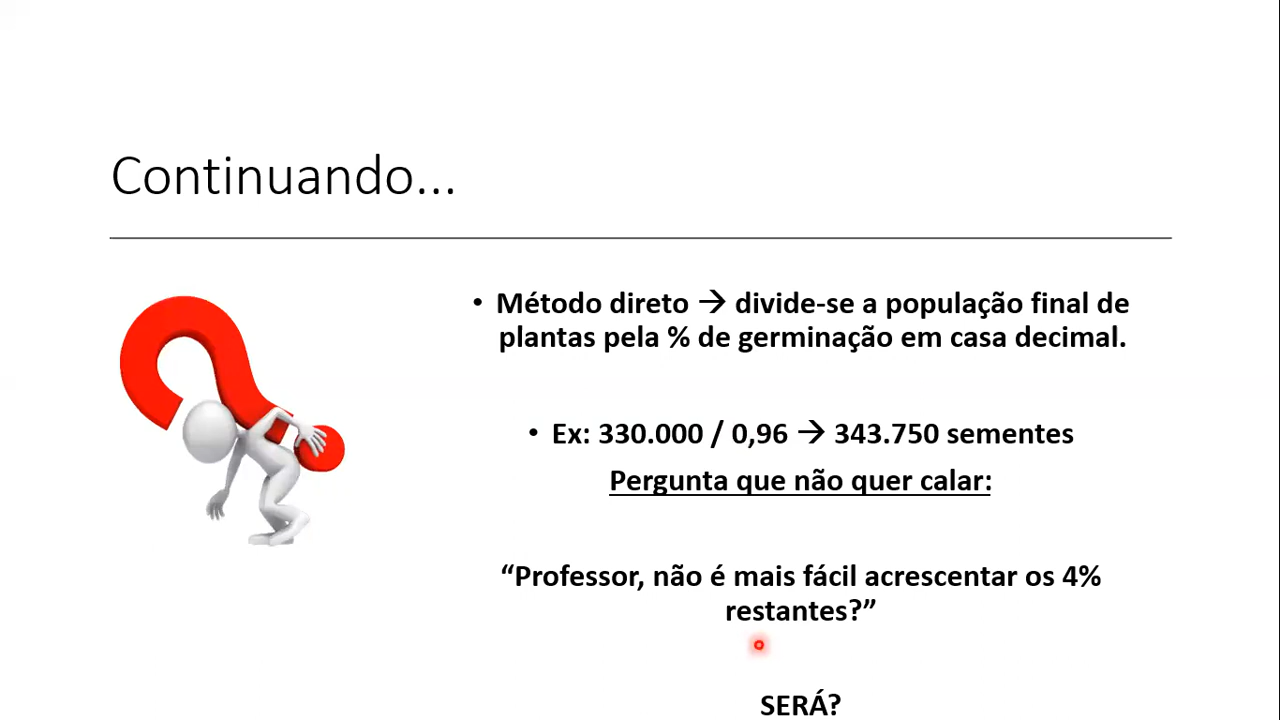 Continuando...
• Método direto → divide-se a população final de
plantas pela % de germinação em casa decimal.
• Ex: 330.000 / 0,96 → 343.750 sementes
Pergunta que não quer calar:
“Professor, não é mais fácil acrescentar os 4%
restantes?”
SERÁ?